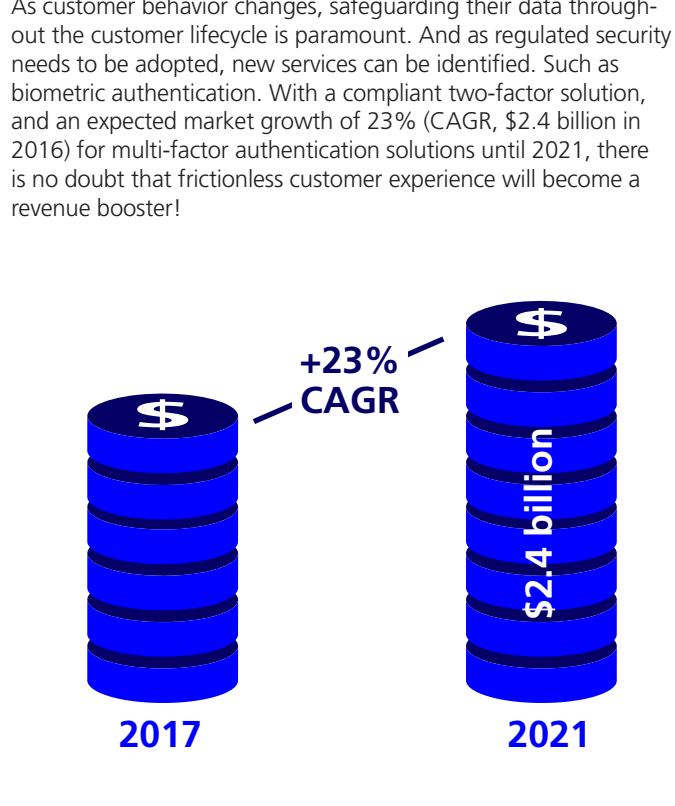 As customer behavior changes, safeguarding their data through-
out the customer lifecycle is paramount. And as regulated security
needs to be adopted, new services can be identified. Such as
biometric authentication. With a compliant two-factor solution,
and an expected market growth of 23% (CAGR, $2.4 billion in
2016) for multi-factor authentication solutions until 2021, there
is no doubt that frictionless customer experience will become a
revenue booster!
$
+23%
CAGR
$
$2.4 billion
2017
2021